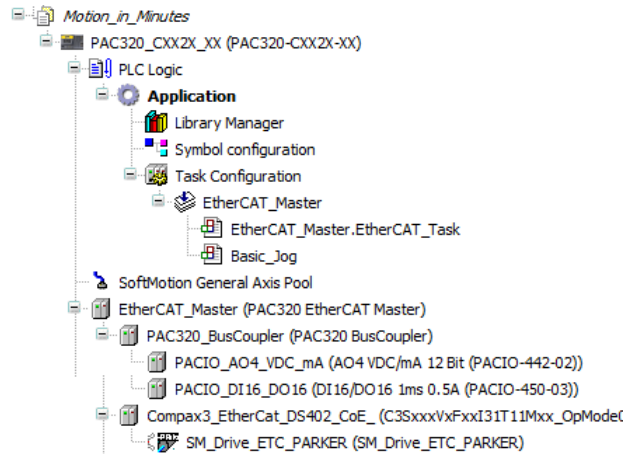 Motion_in_Minutes
PAC320_CXX2X_XX (PAC320-CXX2X-XX)
PLC Logic
Application
Library Manager
Symbol configuration
Task Configuration
EtherCAT_Master
EtherCAT_Master.EtherCAT_Task
Basic_Jog
SoftMotion General Axis Pool
EtherCAT_Master (PAC320 EtherCAT Master)
PAC320_BusCoupler (PAC320 BusCoupler)
PACIO_AO4_VDC_mA (AO4 VDC/mA 12 Bit (PACIO-442-02))
PACIO_DI16_DO16 (DI16/DO16 1ms 0.5A (PACIO-450-03))
Compax3_EtherCat_DS402_CoE_ (C3SxxxVxFxxI31T11Mxx_OpMode
SM_Drive_ETC_PARKER (SM_Drive_ETC_PARKER)